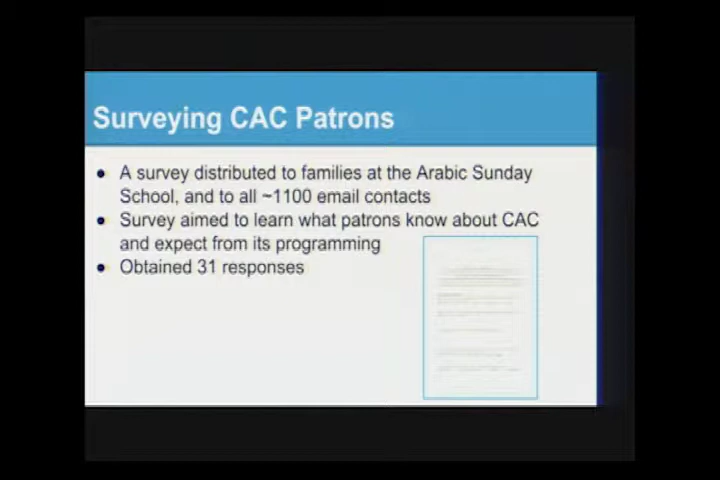 Surveying CAC Patrons
● A survey distributed to families at the Arabic Sunday
School, and to all ~1100 email contacts
● Survey aimed to learn what patrons know about CAC
and expect from its programming
● Obtained 31 responses